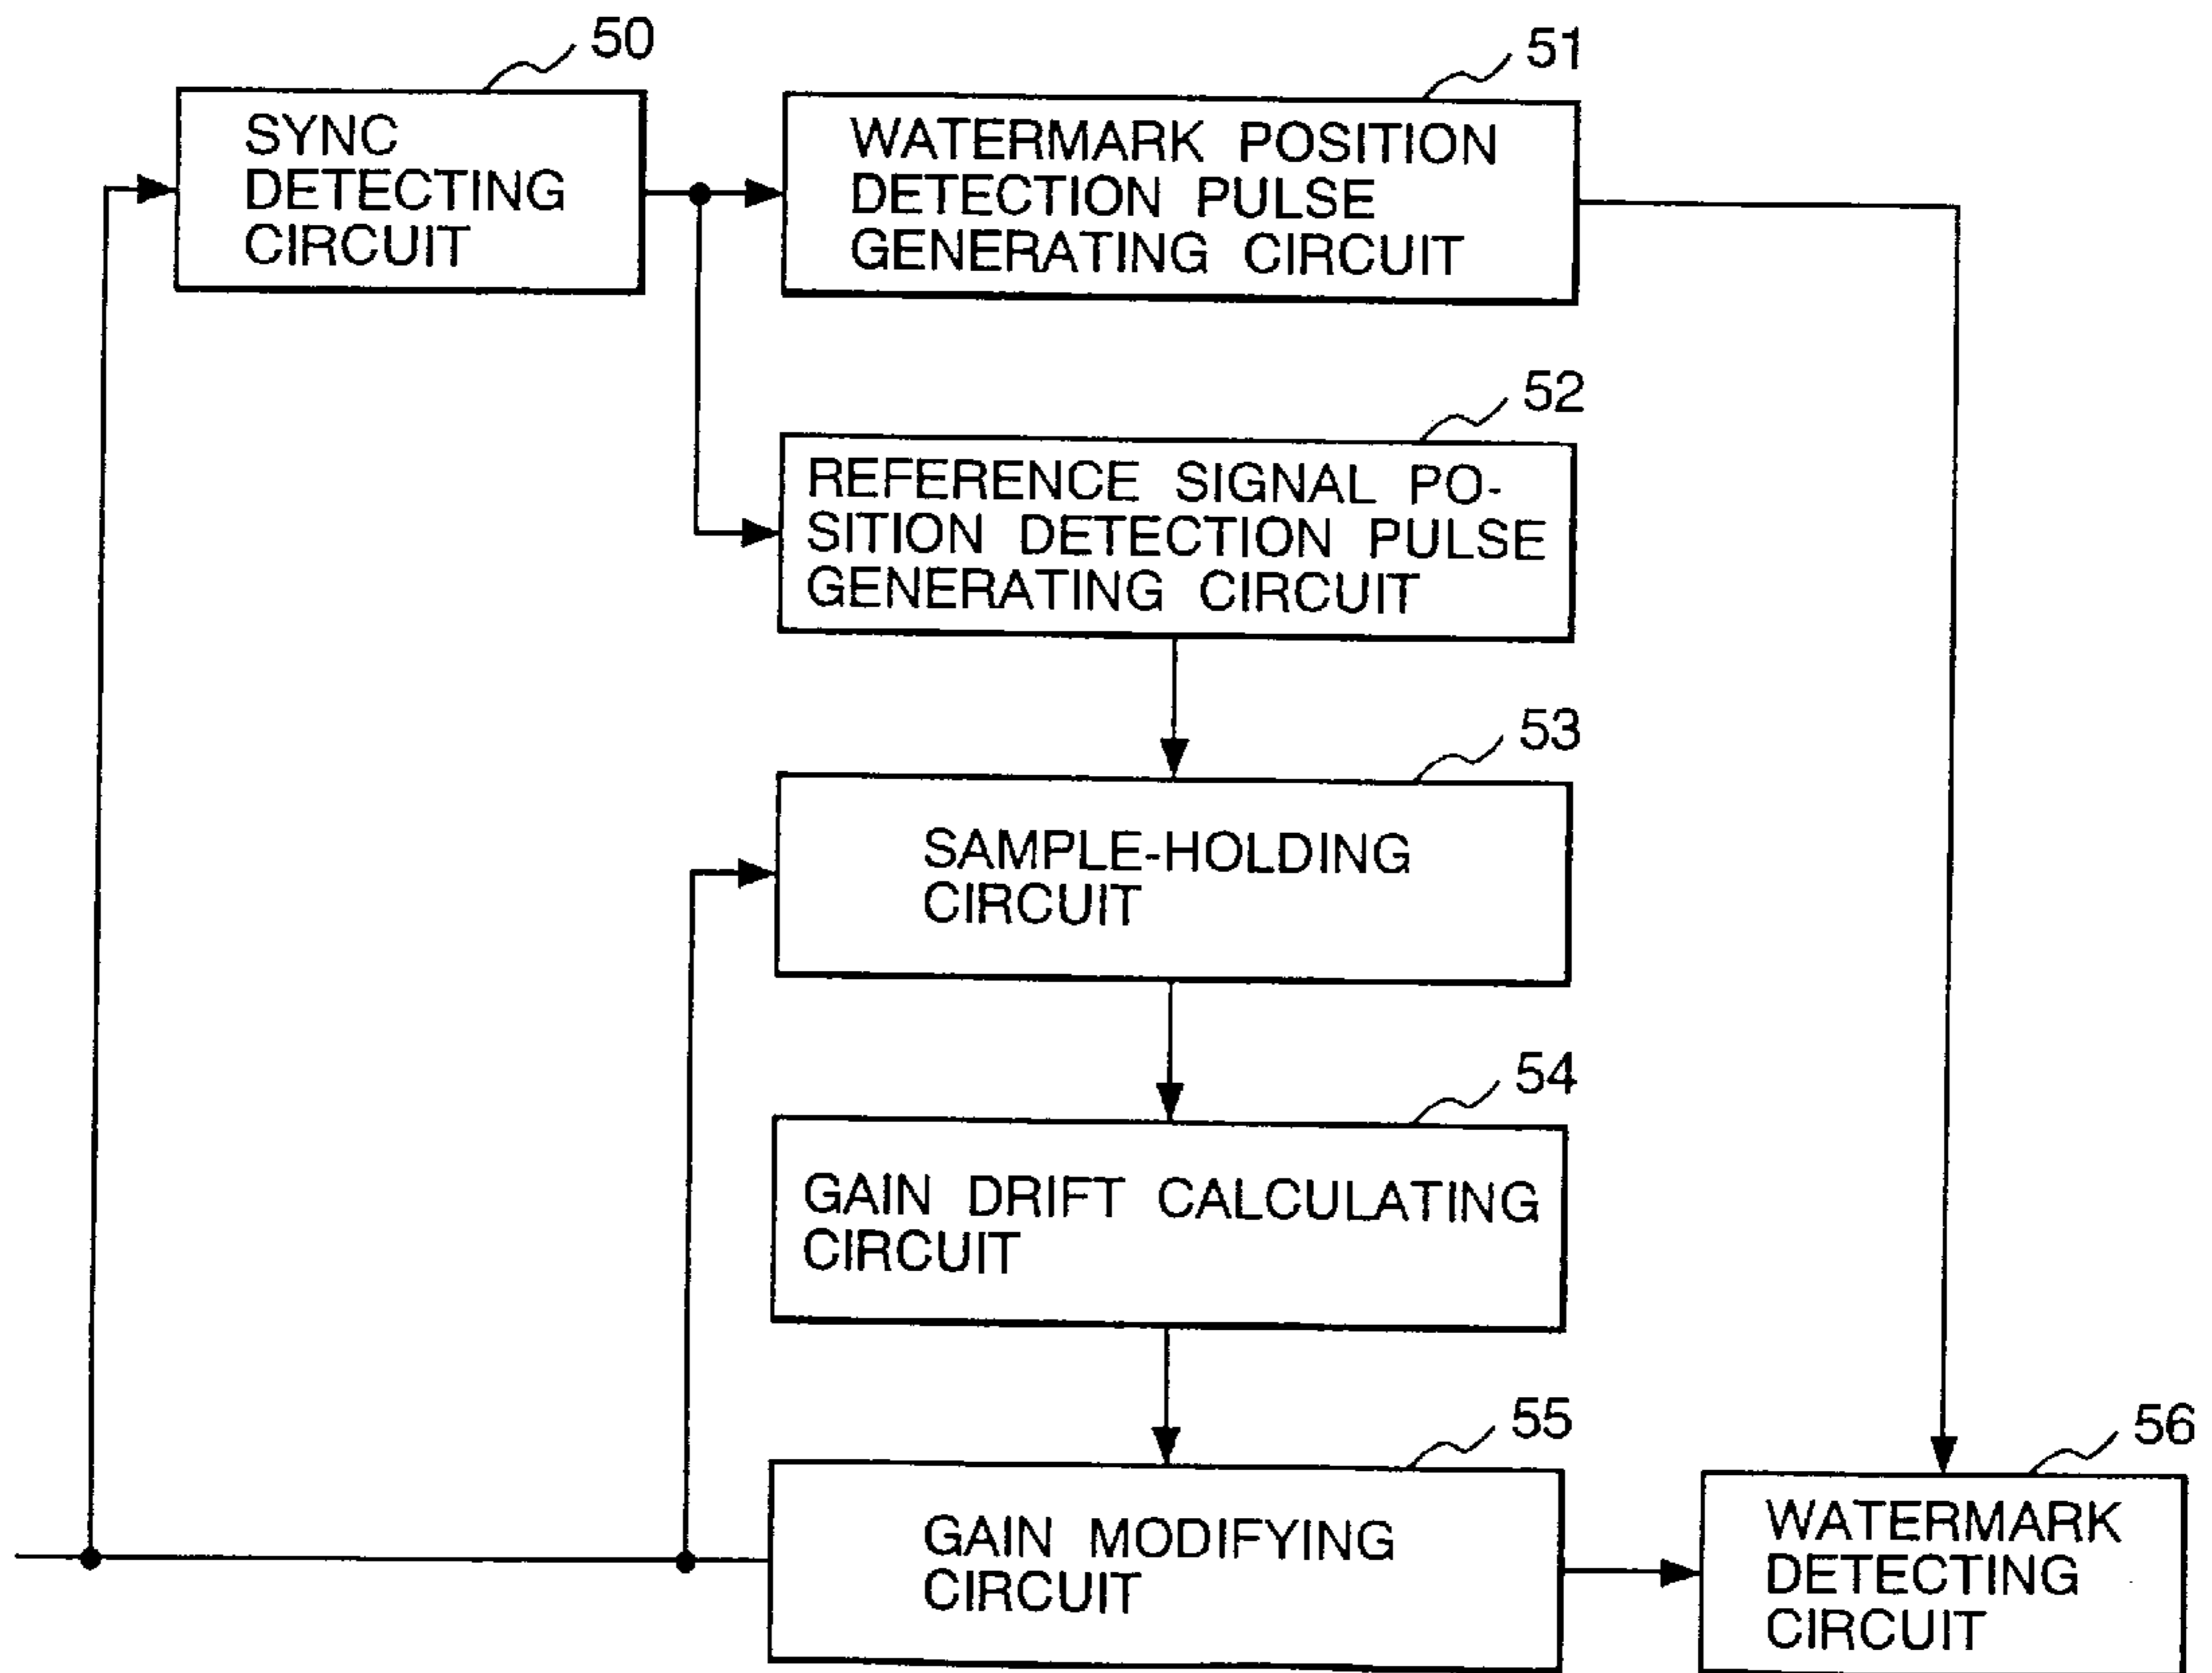 50
SYNC
DETECTING
CIRCUIT
51
WATERMARK POSITION
DETECTION PULSE
GENERATING CIRCUIT
52
REFERENCE SIGNAL PO-
SITION DETECTION PULSE
GENERATING CIRCUIT
53
SAMPLE-HOLDING
CIRCUIT
54
GAIN DRIFT CALCULATING
CIRCUIT
55
GAIN MODIFYING
CIRCUIT
56
WATERMARK
DETECTING
CIRCUIT